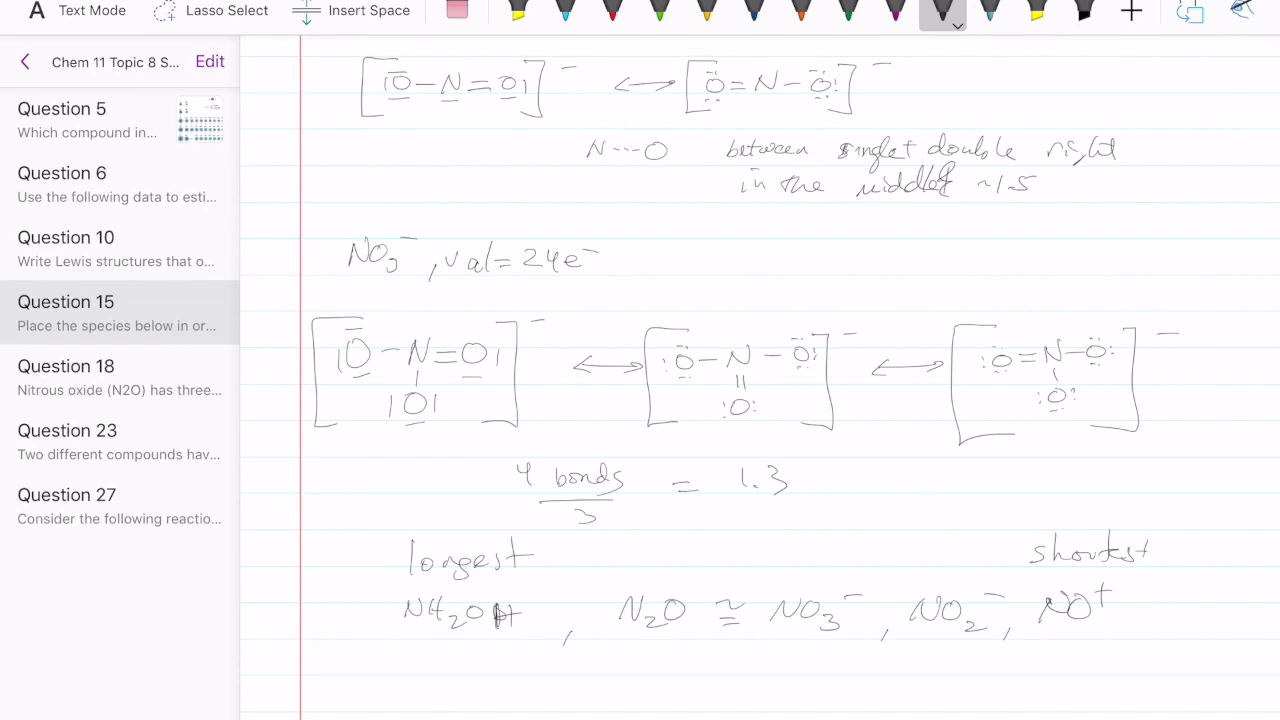 A Text Mode Lasso Select Insert Space
Chem 11 Topic 8 S... Edit
Question 5
Which compound in...
Question 6
Use the following data to esti...
Question 10
Write Lewis structures that o...
Question 15
Place the species below in or...
Question 18
Nitrous oxide (N2O) has three...
Question 23
Two different compounds hav...
Question 27
Consider the following reactio...
[|O−N=O|]⁻ ↔ [O=N−O:]⁻
N---O between single & double right
in the middle ~1.5
NO₃⁻, val = 24e⁻
[|O−N=O|]⁻ ↔ [:O−N−O:]⁻ ↔ [:O=N−O:]⁻
|O| :O: :O:
4 bonds / 3 = 1.3
longest shortest
NH₂OH, N₂O ≅ NO₃⁻, NO₂⁻, NO⁺